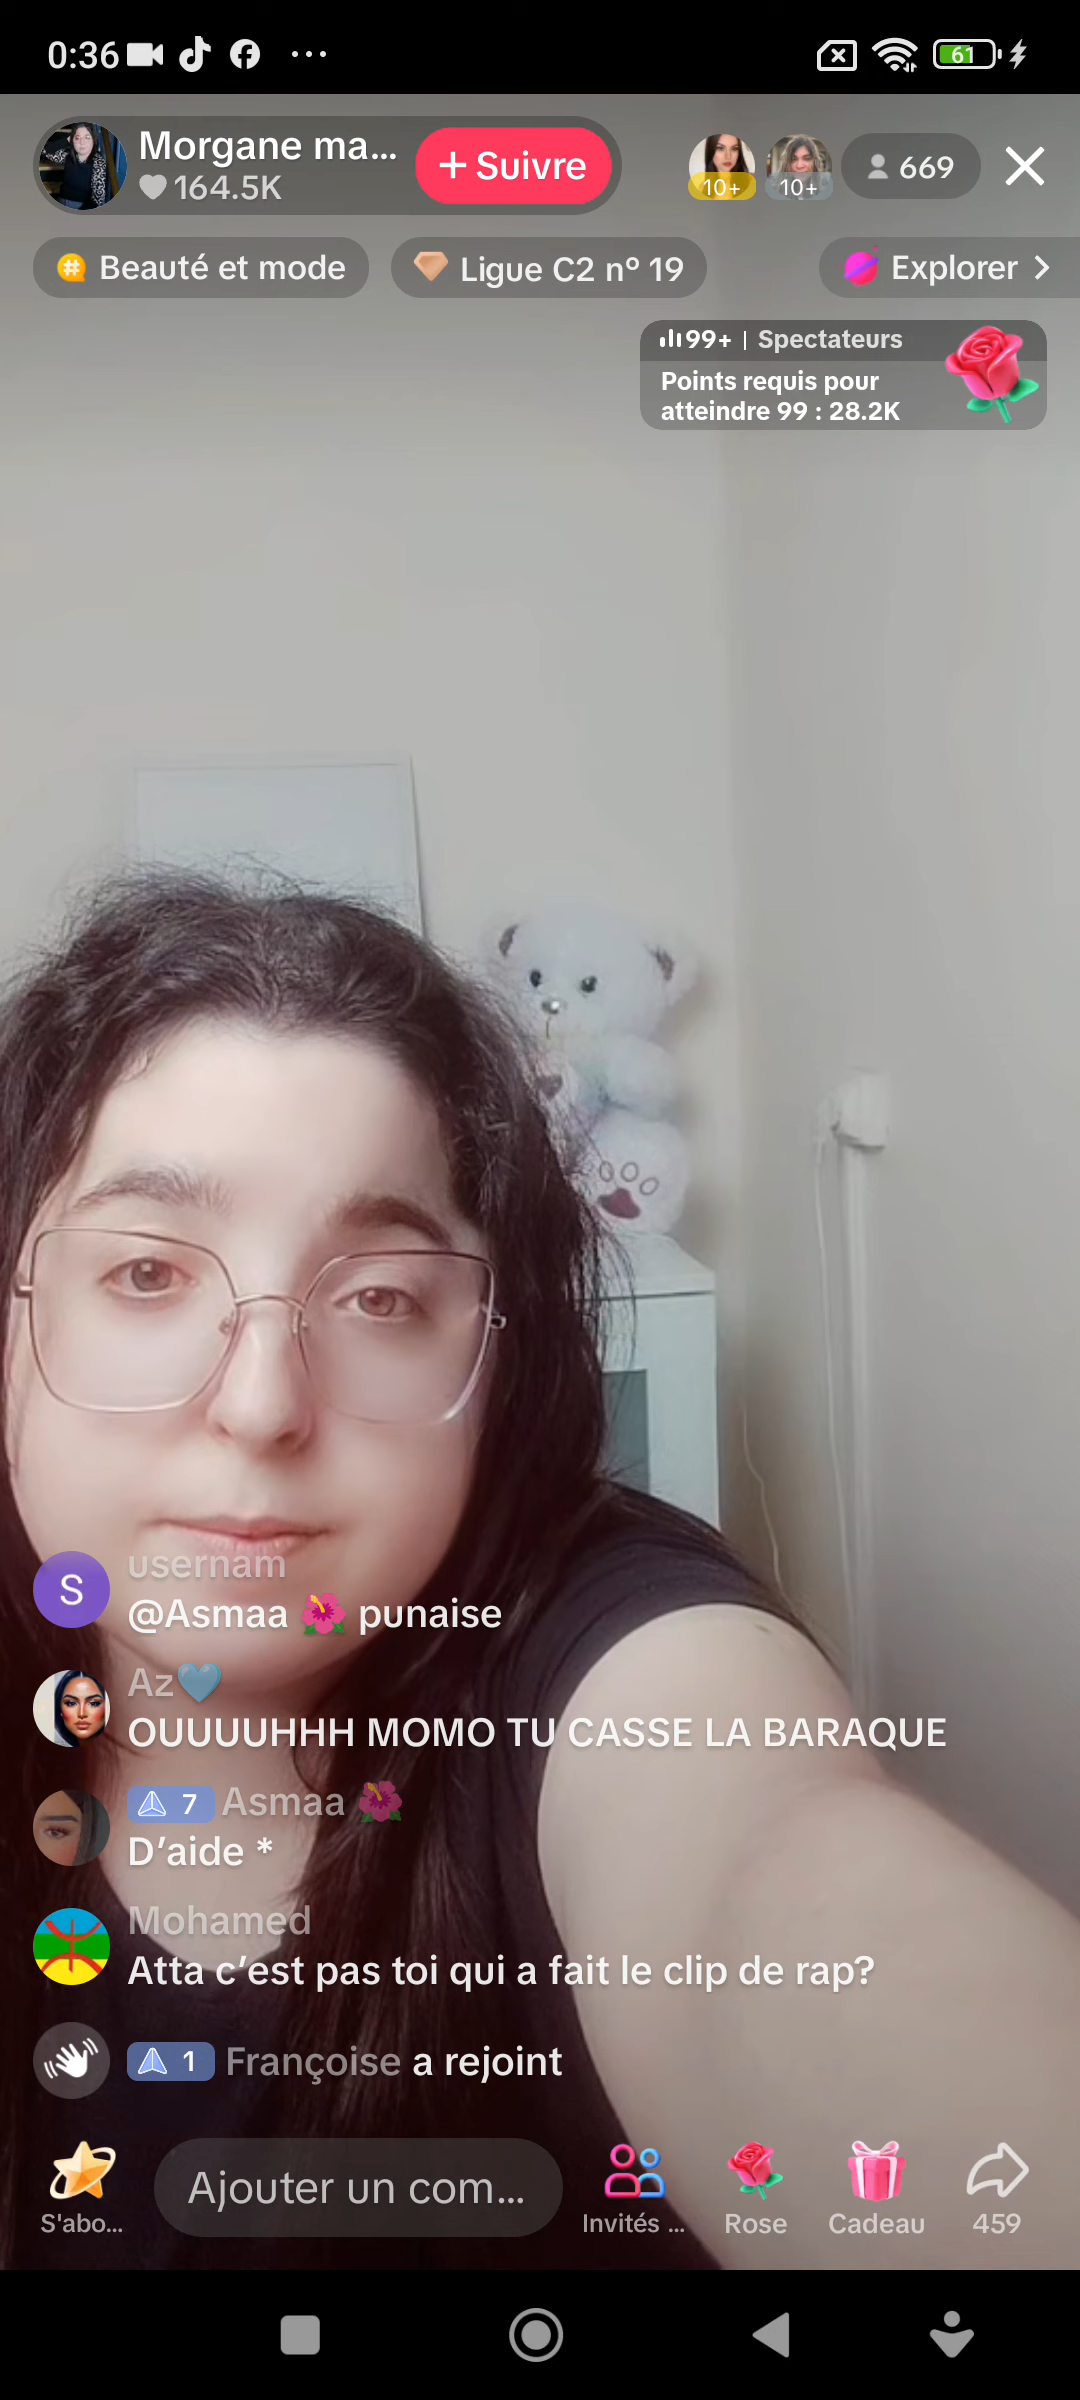 0:36
61
Morgane ma...
164.5K
+ Suivre
10+
10+
669
Beauté et mode
Ligue C2 nº 19
Explorer
99+ | Spectateurs
Points requis pour
atteindre 99 : 28.2K
S
usernam
@Asmaa 🌺 punaise
Az🩵
OUUUUHHH MOMO TU CASSE LA BARAQUE
7 Asmaa 🌺
D’aide *
Mohamed
Atta c’est pas toi qui a fait le clip de rap?
1 Françoise a rejoint
Ajouter un com...
S'abo...
Invités ...
Rose
Cadeau
459